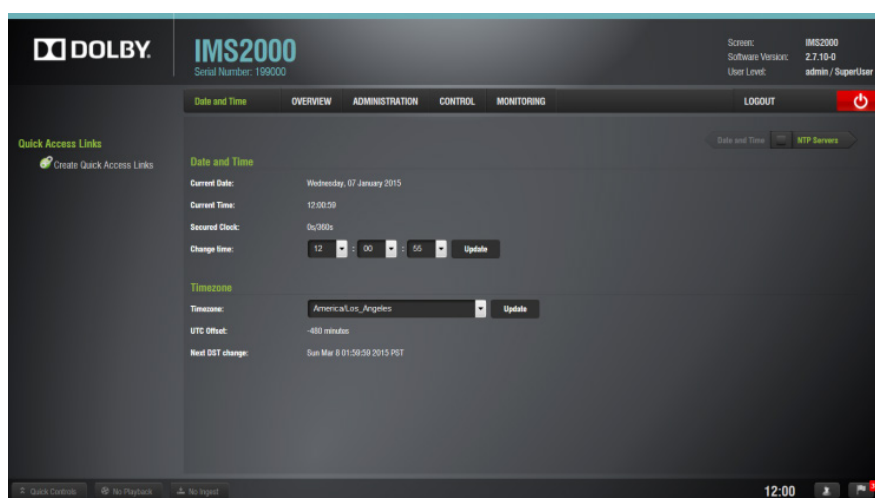 DOLBY.
IMS2000
Serial Number: 199000
Screen: IMS2000
Software Version: 2.7.10-0
User Level: admin / SuperUser
Date and Time OVERVIEW ADMINISTRATION CONTROL MONITORING LOGOUT
Date and Time NTP Servers
Quick Access Links
Create Quick Access Links
Date and Time
Current Date: Wednesday, 07 January 2015
Current Time: 12:00:59
Secured Clock: 0s/360s
Change time: 12 : 00 : 55 Update
Timezone
Timezone: America/Los_Angeles Update
UTC Offset: -480 minutes
Next DST change: Sun Mar 8 01:59:59 2015 PST
Quick Controls No Playback No Ingest 12:00